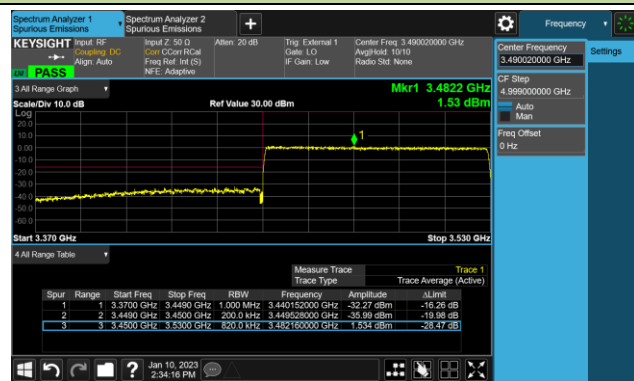 Spectrum Analyzer 1
Spurious Emissions
Spectrum Analyzer 2
Spurious Emissions
+
Frequency
KEYSIGHT
Input: RF
Coupling: DC
Align: Auto
Input Z: 50 Ω
Corr CCorr RCal
Freq Ref: Int (S)
NFE: Adaptive
Atten: 20 dB
Trig: External 1
Gate: LO
IF Gain: Low
Center Freq: 3.490020000 GHz
Avg|Hold: 10/10
Radio Std: None
PASS
Center Frequency
3.490020000 GHz
Settings
CF Step
4.999000000 GHz
Auto
Man
Freq Offset
0 Hz
3 All Range Graph
Mkr1 3.4822 GHz
Scale/Div 10.0 dB
Ref Value 30.00 dBm
1.53 dBm
Log
20.0
10.0
0.00
-10.0
-20.0
-30.0
-40.0
-50.0
-60.0
1
Start 3.370 GHz
Stop 3.530 GHz
4 All Range Table
Measure Trace Trace 1
Trace Type Trace Average (Active)
Spur Range Start Freq Stop Freq RBW Frequency Amplitude ΔLimit
1 1 3.3700 GHz 3.4490 GHz 1.000 MHz 3.440152000 GHz -32.27 dBm -16.26 dB
2 2 3.4490 GHz 3.4500 GHz 200.0 kHz 3.449528000 GHz -35.99 dBm -19.98 dB
3 3 3.4500 GHz 3.5300 GHz 820.0 kHz 3.482160000 GHz 1.534 dBm -28.47 dB
?
Jan 10, 2023
2:34:16 PM